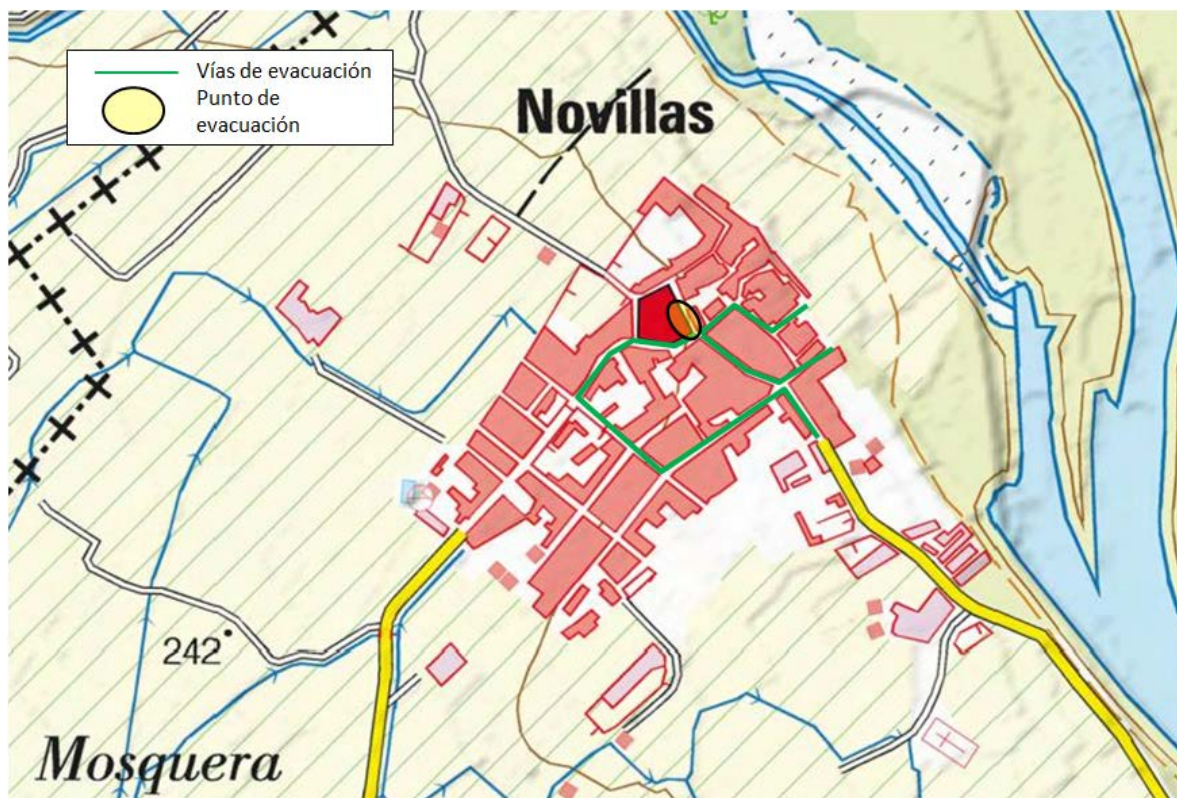 Vías de evacuación
Punto de
evacuación
Novillas
242
Mosquera